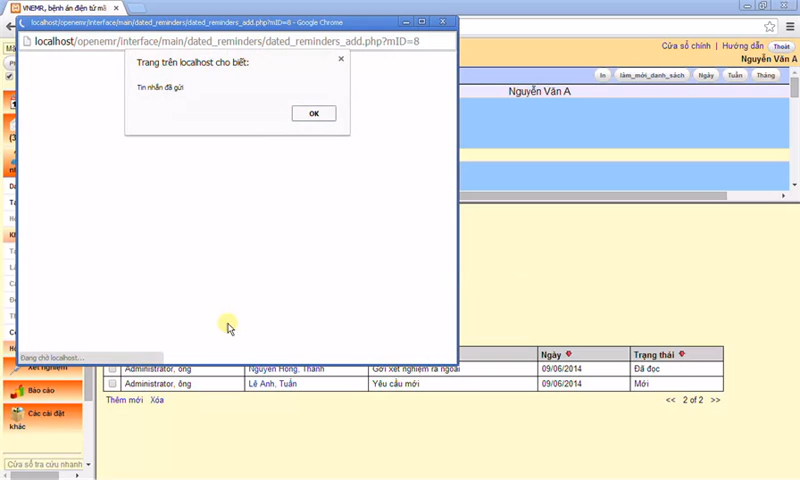 VNEMR, bệnh án điện tử mã
localhost/openemr/interface/main/dated_reminders/dated_reminders_add.php?mID=8 - Google Chrome
localhost/openemr/interface/main/dated_reminders/dated_reminders_add.php?mID=8
Trang trên localhost cho biết:
Tin nhắn đã gửi
OK
Đang chờ localhost...
Cửa sổ chính | Hướng dẫn Thoát
Nguyễn Văn A
In làm_mới_danh_sách Ngày Tuần Tháng
Nguyễn Văn A
Ngày Trạng thái
Administrator, ông Nguyễn Hồng, Thanh Gởi xét nghiệm ra ngoài 09/06/2014 Đã đọc
Administrator, ông Lê Anh, Tuấn Yêu cầu mới 09/06/2014 Mới
Thêm mới Xóa << 2 of 2 >>
Xét nghiệm
Báo cáo
Các cài đặt
khác
Cửa sổ tra cứu nhanh